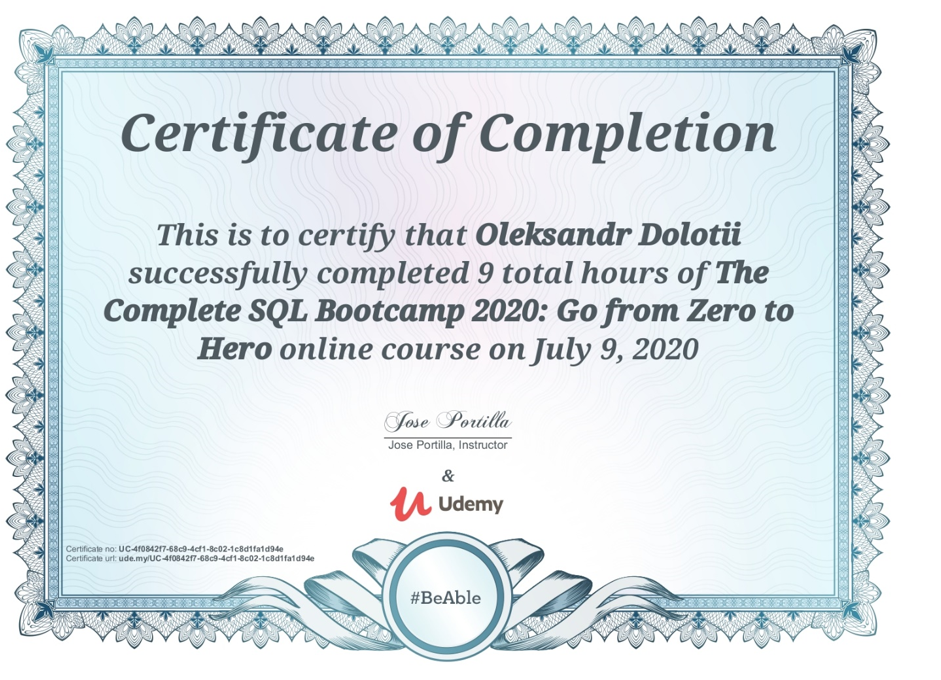 Certificate of Completion
This is to certify that Oleksandr Dolotii
successfully completed 9 total hours of The
Complete SQL Bootcamp 2020: Go from Zero to
Hero online course on July 9, 2020
Jose Portilla
Jose Portilla, Instructor
&
Udemy
Certificate no: UC-4f0842f7-68c9-4cf1-8c02-1c8d1fa1d94e
Certificate url: ude.my/UC-4f0842f7-68c9-4cf1-8c02-1c8d1fa1d94e
#BeAble